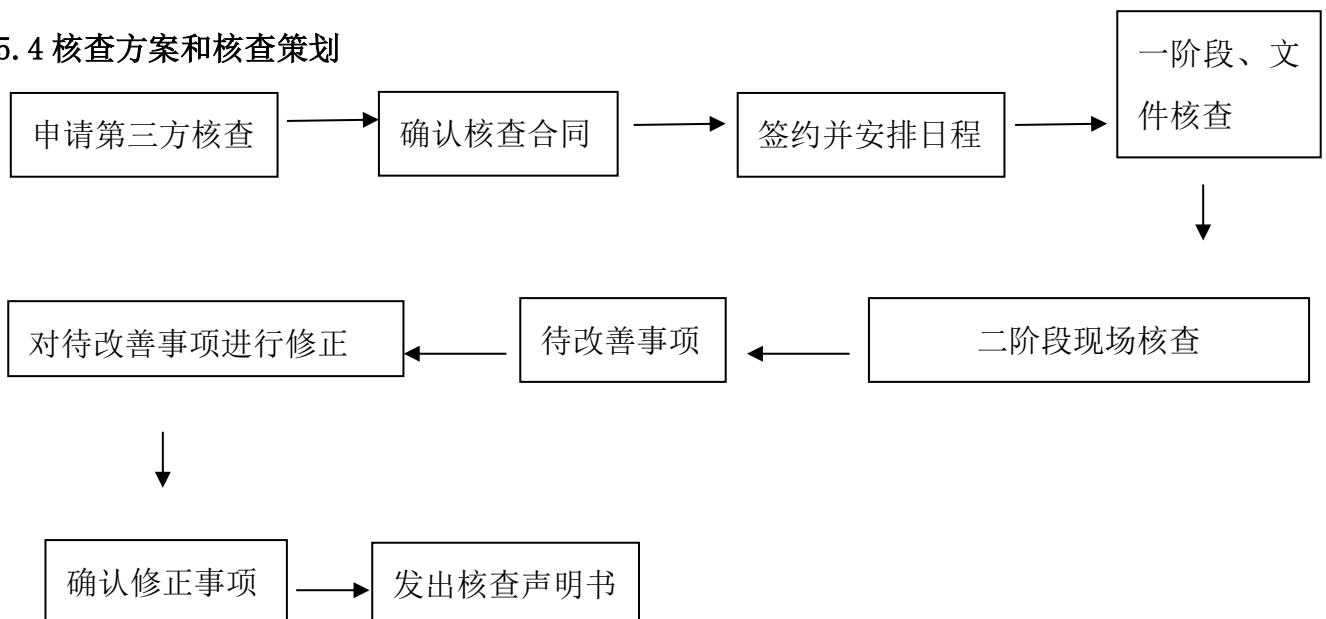 5.4核查方案和核查策划
申请第三方核查
确认核查合同
签约并安排日程
一阶段、文
件核查
二阶段现场核查
待改善事项
对待改善事项进行修正
确认修正事项
发出核查声明书